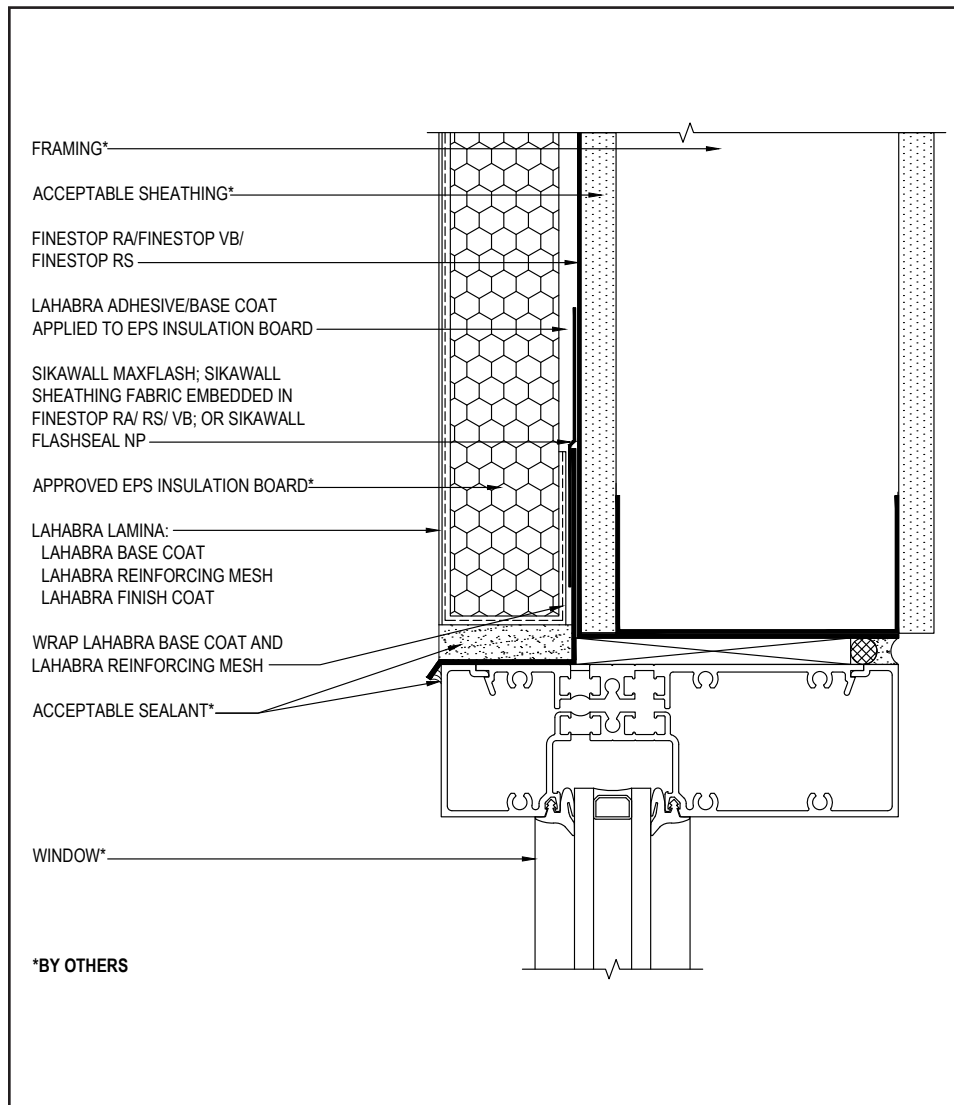 FRAMING*
ACCEPTABLE SHEATHING*
FINESTOP RA/FINESTOP VB/
FINESTOP RS
LAHABRA ADHESIVE/BASE COAT
APPLIED TO EPS INSULATION BOARD
SIKAWALL MAXFLASH; SIKAWALL
SHEATHING FABRIC EMBEDDED IN
FINESTOP RA/ RS/ VB; OR SIKAWALL
FLASHSEAL NP
APPROVED EPS INSULATION BOARD*
LAHABRA LAMINA:
LAHABRA BASE COAT
LAHABRA REINFORCING MESH
LAHABRA FINISH COAT
WRAP LAHABRA BASE COAT AND
LAHABRA REINFORCING MESH
ACCEPTABLE SEALANT*
WINDOW*
*BY OTHERS